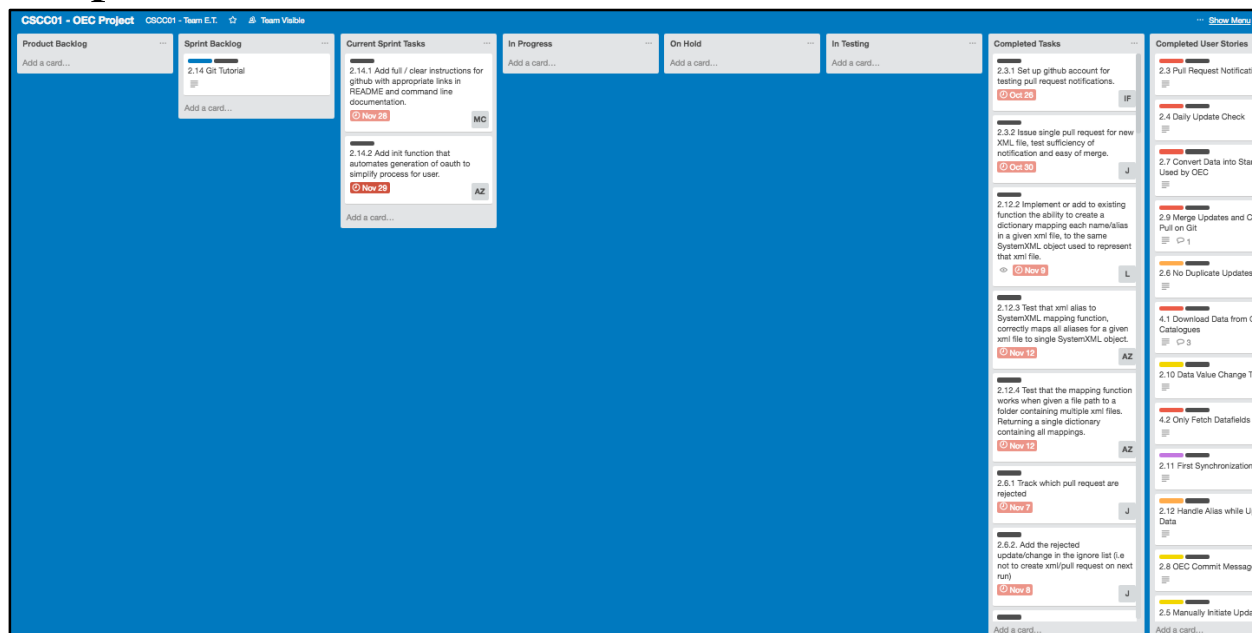 CSCC01 - OEC Project CSCC01 - Team E.T. Team Visible ... Show Menu
Product Backlog ...
Add a card...
Sprint Backlog ...
2.14 Git Tutorial
Add a card...
Current Sprint Tasks ...
2.14.1 Add full / clear instructions for
github with appropriate links in
README and command line
documentation.
Nov 26
MC
2.14.2 Add init function that
automates generation of oauth to
simplify process for user.
Nov 29
AZ
Add a card...
In Progress ...
Add a card...
On Hold ...
Add a card...
In Testing ...
Add a card...
Completed Tasks ...
2.3.1 Set up github account for
testing pull request notifications.
Oct 26
IF
2.3.2 Issue single pull request for new
XML file, test sufficiency of
notification and easy of merge.
Oct 30
J
2.12.2 Implement or add to existing
function the ability to create a
dictionary mapping each name/alias
in a given xml file, to the same
SystemXML object used to represent
that xml file.
Nov 9
L
2.12.3 Test that xml alias to
SystemXML mapping function,
correctly maps all aliases for a given
xml file to single SystemXML object.
Nov 12
AZ
2.12.4 Test that the mapping function
works when given a file path to a
folder containing multiple xml files.
Returning a single dictionary
containing all mappings.
Nov 12
AZ
2.6.1 Track which pull request are
rejected
Nov 7
J
2.6.2. Add the rejected
update/change in the ignore list (i.e
not to create xml/pull request on next
run)
Nov 8
J
Add a card...
Completed User Stories
2.3 Pull Request Notificati
2.4 Daily Update Check
2.7 Convert Data into Star
Used by OEC
2.9 Merge Updates and C
Pull on Git
1
2.6 No Duplicate Updates
4.1 Download Data from
Catalogues
3
2.10 Data Value Change T
4.2 Only Fetch Datafields
2.11 First Synchronization
2.12 Handle Alias while U
Data
2.8 OEC Commit Message
2.5 Manually Initiate Upda
Add a card...